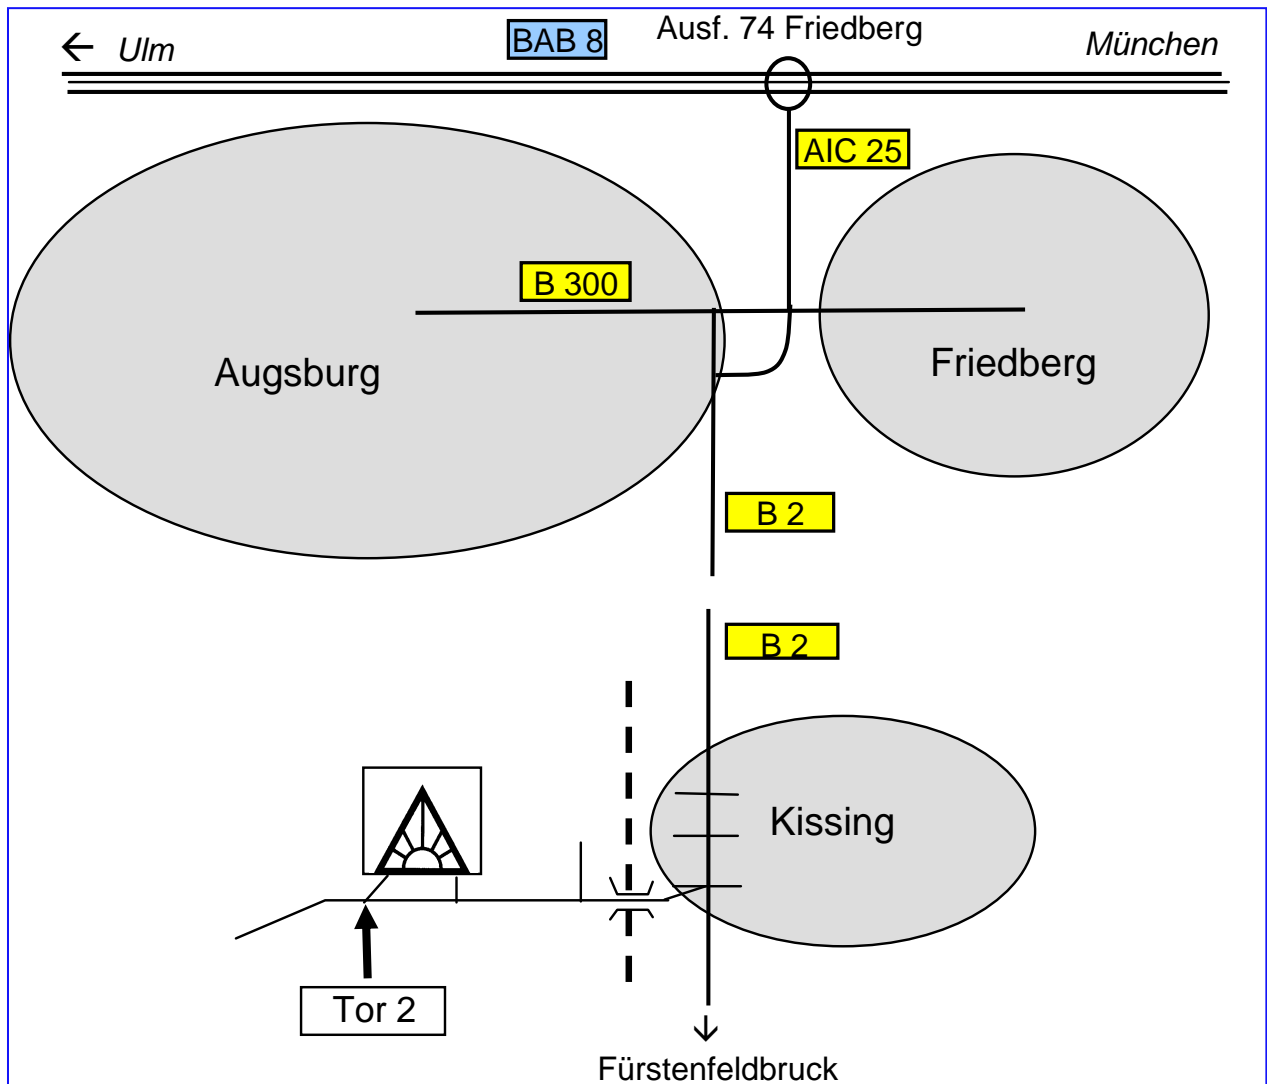 ← Ulm
BAB 8
Ausf. 74 Friedberg
München
AIC 25
B 300
Augsburg
Friedberg
B 2
B 2
Kissing
Tor 2
Fürstenfeldbruck